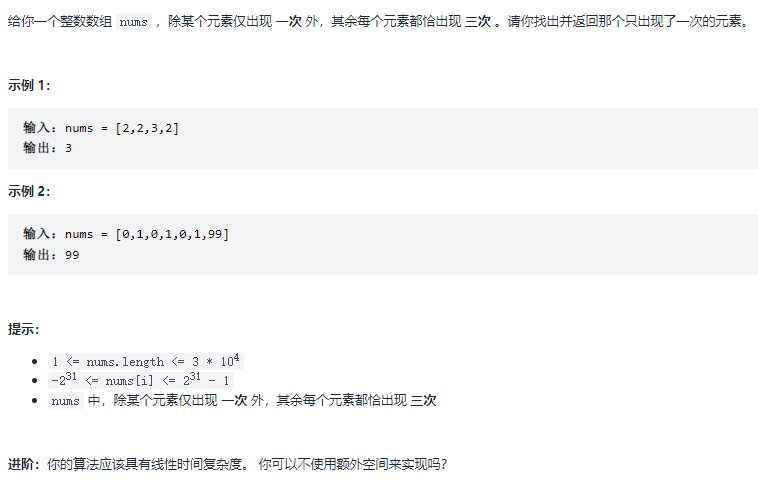 给你一个整数数组 nums ，除某个元素仅出现 一次 外，其余每个元素都恰出现 三次 。请你找出并返回那个只出现了一次的元素。
示例 1：
输入：nums = [2,2,3,2]
输出：3
示例 2：
输入：nums = [0,1,0,1,0,1,99]
输出：99
提示：
1 <= nums.length <= 3 * 10⁴
-2³¹ <= nums[i] <= 2³¹ - 1
nums 中，除某个元素仅出现 一次 外，其余每个元素都恰出现 三次
进阶：你的算法应该具有线性时间复杂度。 你可以不使用额外空间来实现吗？